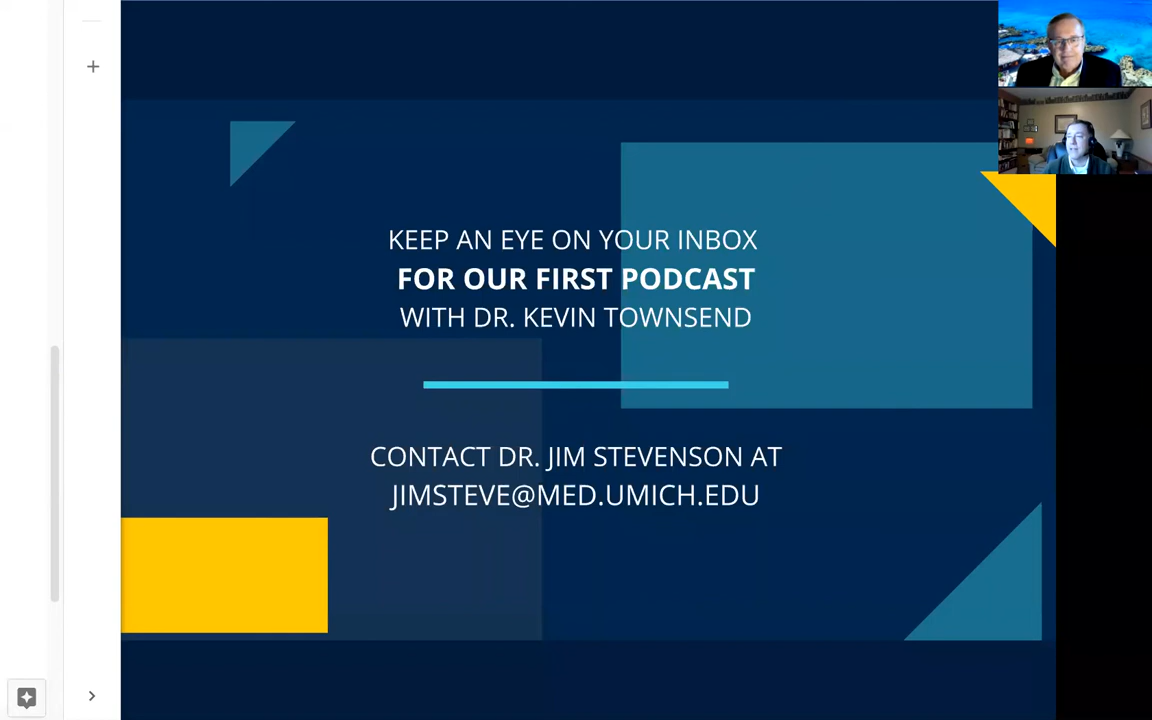 KEEP AN EYE ON YOUR INBOX
FOR OUR FIRST PODCAST
WITH DR. KEVIN TOWNSEND
CONTACT DR. JIM STEVENSON AT
JIMSTEVE@MED.UMICH.EDU